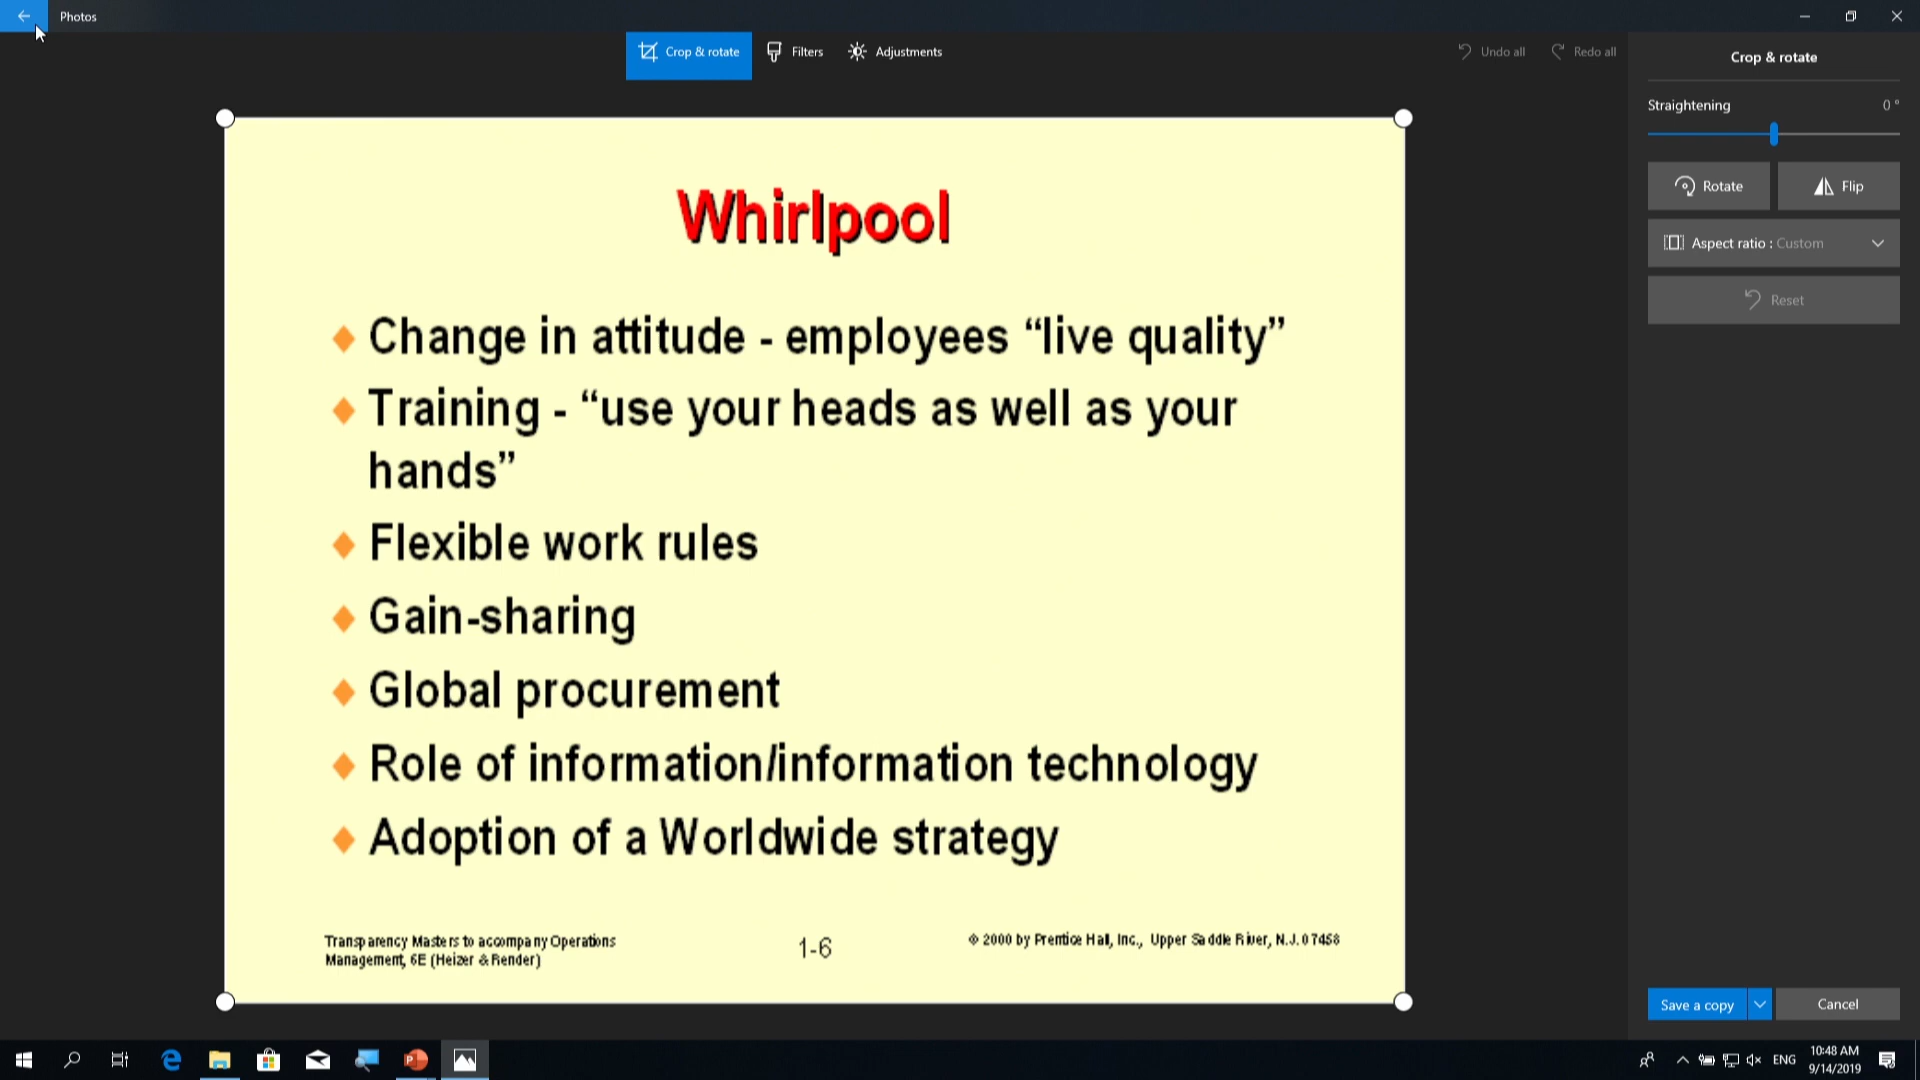 Photos
Crop & rotate
Filters
Adjustments
Undo all
Redo all
Crop & rotate
Straightening 0 °
Rotate
Flip
Aspect ratio : Custom
Reset
Whirlpool
Change in attitude - employees “live quality”
Training - “use your heads as well as your
hands”
Flexible work rules
Gain-sharing
Global procurement
Role of information/information technology
Adoption of a Worldwide strategy
Transparency Masters to accompany Operations
Management, 6E (Heizer & Render)
1-6
© 2000 by Prentice Hall, Inc., Upper Saddle River, N.J. 07458
Save a copy
Cancel
ENG
10:48 AM
9/14/2019